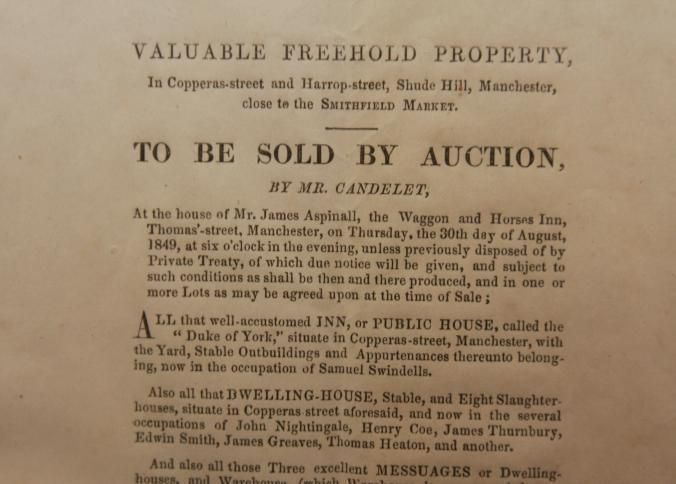 VALUABLE FREEHOLD PROPERTY,
In Copperas-street and Harrop-street, Shude Hill, Manchester,
close to the SMITHFIELD MARKET.
TO BE SOLD BY AUCTION,
BY MR. CANDELET,
At the house of Mr. James Aspinall, the Waggon and Horses Inn,
Thomas'-street, Manchester, on Thursday, the 30th day of August,
1849, at six o'clock in the evening, unless previously disposed of by
Private Treaty, of which due notice will be given, and subject to
such conditions as shall be then and there produced, and in one or
more Lots as may be agreed upon at the time of Sale;
ALL that well-accustomed INN, or PUBLIC HOUSE, called the
"Duke of York," situate in Copperas-street, Manchester, with
the Yard, Stable Outbuildings and Appurtenances thereunto belong-
ing, now in the occupation of Samuel Swindells.
Also all that DWELLING-HOUSE, Stable, and Eight Slaughter-
houses, situate in Copperas street aforesaid, and now in the several
occupations of John Nightingale, Henry Coe, James Thurnbury,
Edwin Smith, James Greaves, Thomas Heaton, and another.
And also all those Three excellent MESSUAGES or Dwelling-
houses, and Warehouse, (which